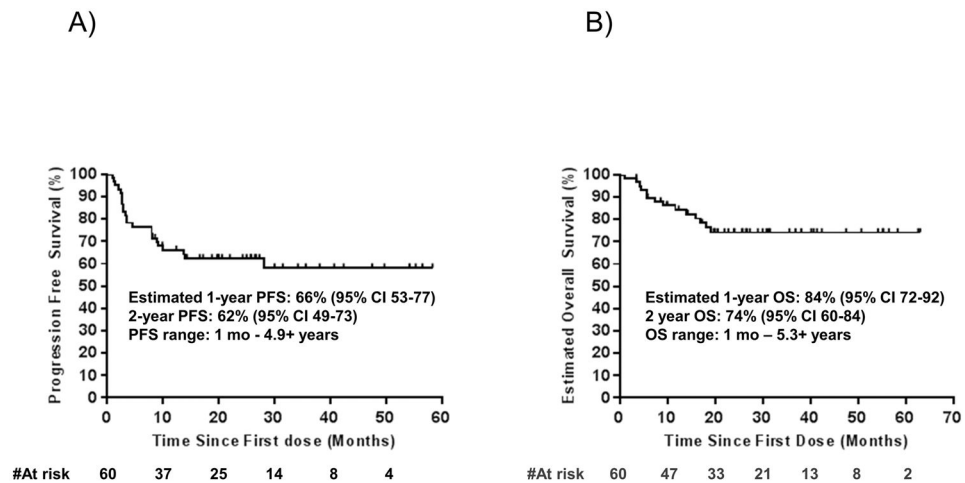 A)
B)
Progression Free Survival (%)
100
90
80
70
60
50
40
30
20
10
0
Estimated 1-year PFS: 66% (95% CI 53-77)
2-year PFS: 62% (95% CI 49-73)
PFS range: 1 mo - 4.9+ years
0 10 20 30 40 50 60
Time Since First dose (Months)
#At risk 60 37 25 14 8 4
Estimated Overall Survival (%)
100
90
80
70
60
50
40
30
20
10
0
Estimated 1-year OS: 84% (95% CI 72-92)
2 year OS: 74% (95% CI 60-84)
OS range: 1 mo – 5.3+ years
0 10 20 30 40 50 60 70
Time Since First Dose (Months)
#At risk 60 47 33 21 13 8 2